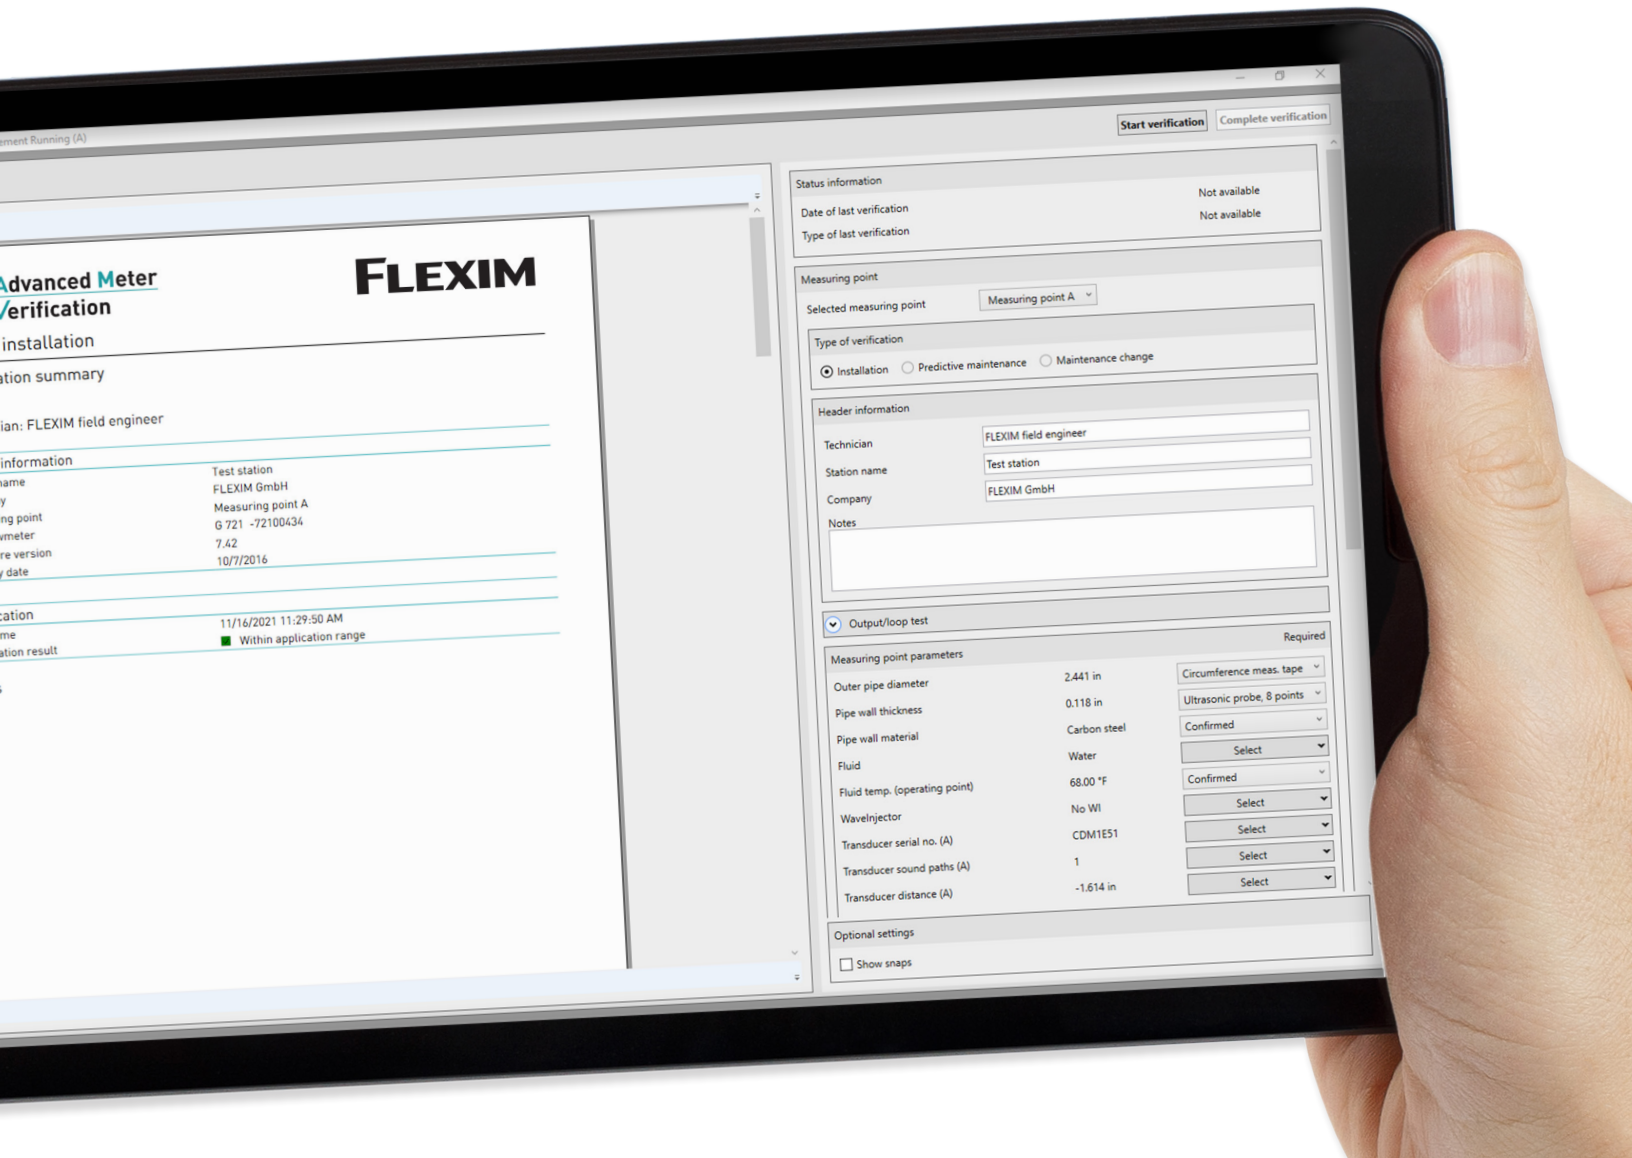 ement Running (A)
Advanced Meter
Verification
installation
ation summary
ian: FLEXIM field engineer
information
name Test station
y FLEXIM GmbH
ng point Measuring point A
wmeter G 721 -72100434
re version 7.42
y date 10/7/2016
cation
me 11/16/2021 11:29:50 AM
ation result Within application range
s
FLEXIM
Start verification Complete verification
Status information
Date of last verification Not available
Type of last verification Not available
Measuring point
Selected measuring point Measuring point A
Type of verification
Installation Predictive maintenance Maintenance change
Header information
Technician FLEXIM field engineer
Station name Test station
Company FLEXIM GmbH
Notes
Output/loop test
Measuring point parameters Required
Outer pipe diameter 2.441 in Circumference meas. tape
Pipe wall thickness 0.118 in Ultrasonic probe, 8 points
Pipe wall material Carbon steel Confirmed
Fluid Water Select
Fluid temp. (operating point) 68.00 °F Confirmed
WaveInjector No WI Select
Transducer serial no. (A) CDM1E51 Select
Transducer sound paths (A) 1 Select
Transducer distance (A) -1.614 in Select
Optional settings
Show snaps